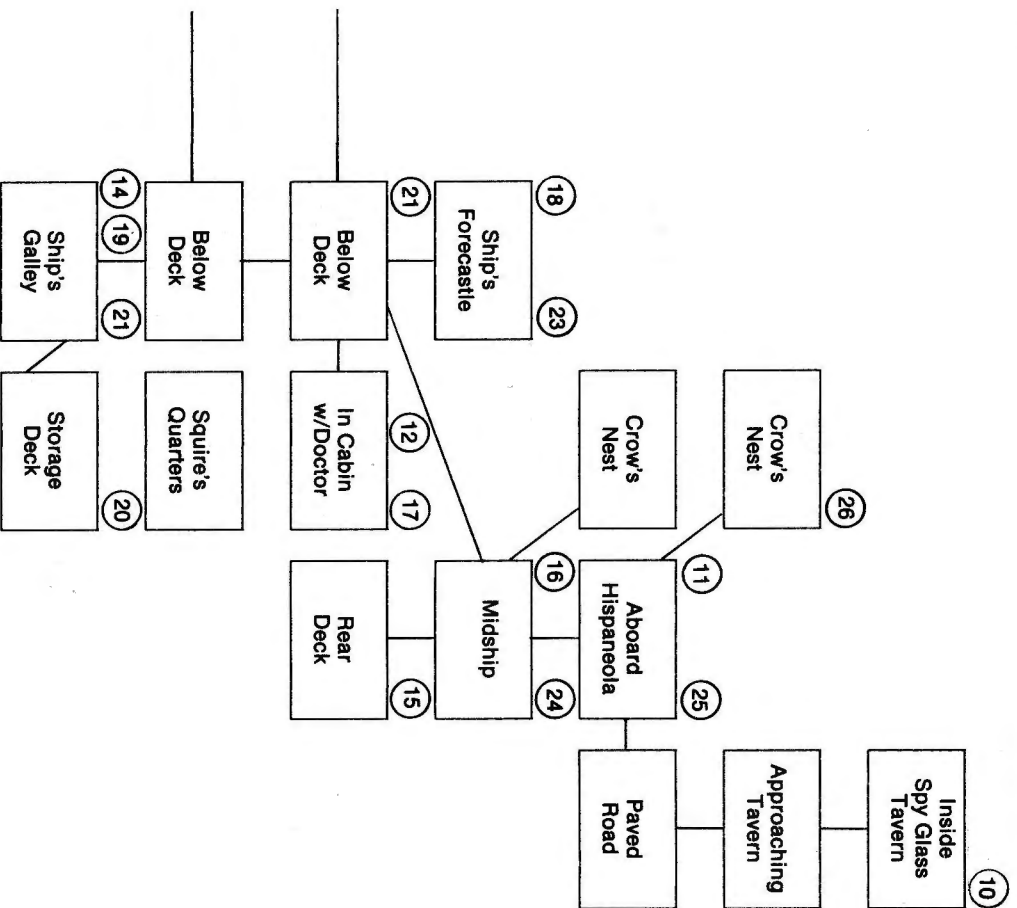 10
Inside
Spy Glass
Tavern
26
Crow's
Nest
Approaching
Tavern
11
25
Crow's
Nest
Aboard
Hispaneola
Paved
Road
18
23
16
24
Ship's
Forecastle
Midship
21
12
17
15
Below
Deck
In Cabin
w/Doctor
Rear
Deck
Below
Deck
Squire's
Quarters
14
19
21
20
Ship's
Galley
Storage
Deck